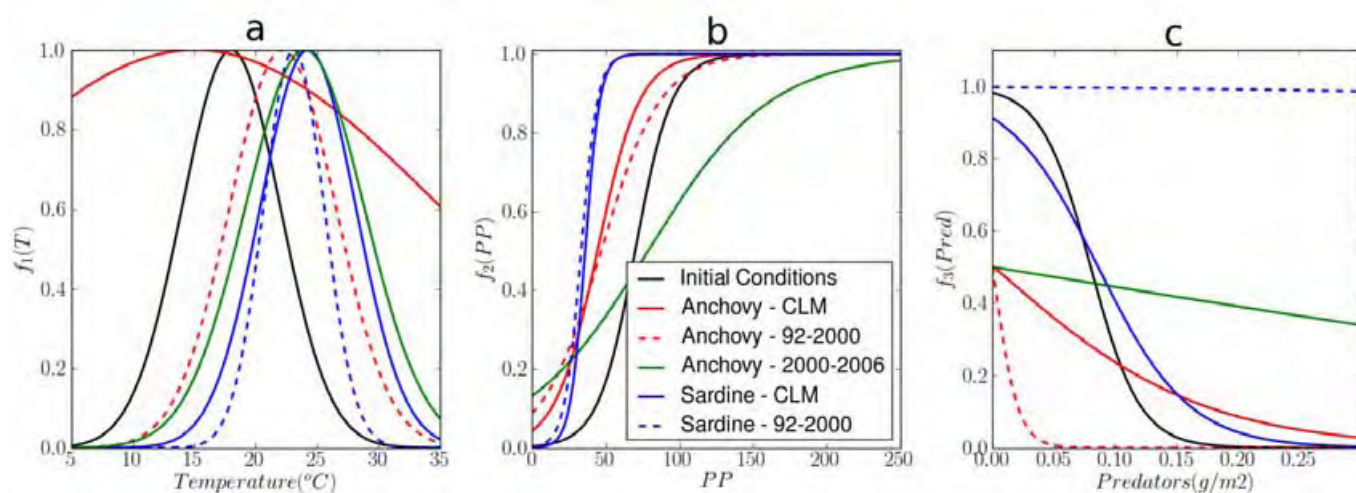 a
1.0
0.8
0.6
0.4
0.2
0.0
5
10
15
20
25
30
35
f1(T)
Temperature(°C)
b
1.0
0.8
0.6
0.4
0.2
0.0
0
50
100
150
200
250
f2(PP)
PP
Initial Conditions
Anchovy - CLM
Anchovy - 92-2000
Anchovy - 2000-2006
Sardine - CLM
Sardine - 92-2000
c
1.0
0.8
0.6
0.4
0.2
0.0
0.00
0.05
0.10
0.15
0.20
0.25
f3(Pred)
Predators(g/m2)